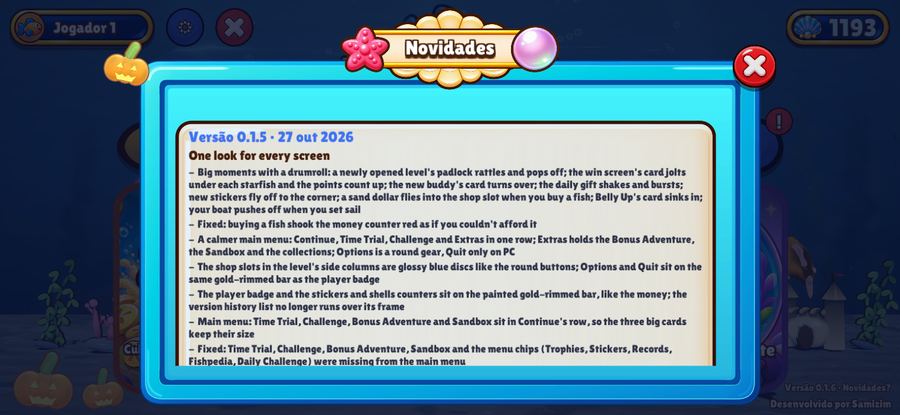 Jogador 1
1193
Novidades
Versão 0.1.5 · 27 out 2026
One look for every screen
– Big moments with a drumroll: a newly opened level's padlock rattles and pops off; the win screen's card jolts
under each starfish and the points count up; the new buddy's card turns over; the daily gift shakes and bursts;
new stickers fly off to the corner; a sand dollar flies into the shop slot when you buy a fish; Belly Up's card sinks in;
your boat pushes off when you set sail
– Fixed: buying a fish shook the money counter red as if you couldn't afford it
– A calmer main menu: Continue, Time Trial, Challenge and Extras in one row; Extras holds the Bonus Adventure,
the Sandbox and the collections; Options is a round gear, Quit only on PC
– The shop slots in the level's side columns are glossy blue discs like the round buttons; Options and Quit sit on the
same gold-rimmed bar as the player badge
– The player badge and the stickers and shells counters sit on the painted gold-rimmed bar, like the money; the
version history list no longer runs over its frame
– Main menu: Time Trial, Challenge, Bonus Adventure and Sandbox sit in Continue's row, so the three big cards
keep their size
– Fixed: Time Trial, Challenge, Bonus Adventure, Sandbox and the menu chips (Trophies, Stickers, Records,
Fishpedia, Daily Challenge) were missing from the main menu
Versão 0.1.6 · Novidades?
Desenvolvido por Samizim